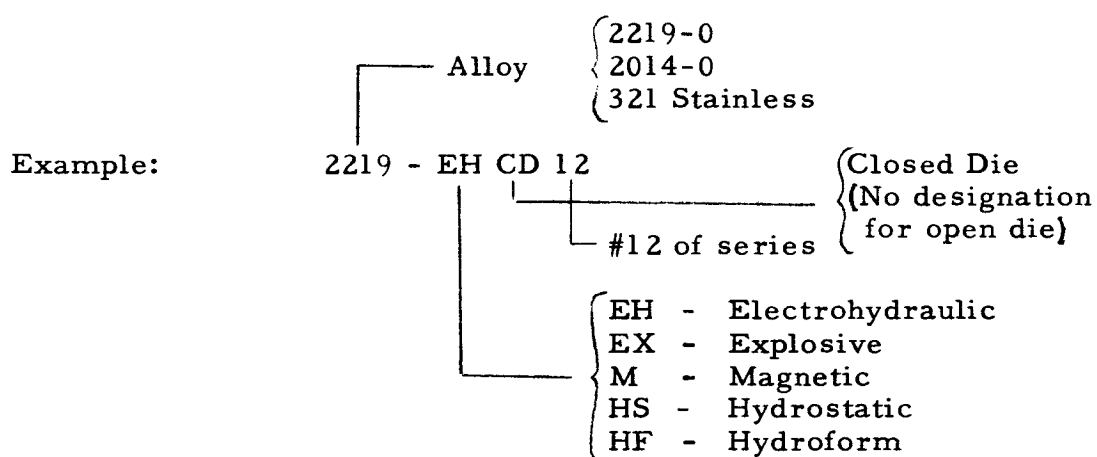 2219-0
Alloy 2014-0
321 Stainless
Example: 2219 - EH CD 12
Closed Die
(No designation
for open die)
#12 of series
EH - Electrohydraulic
EX - Explosive
M - Magnetic
HS - Hydrostatic
HF - Hydroform